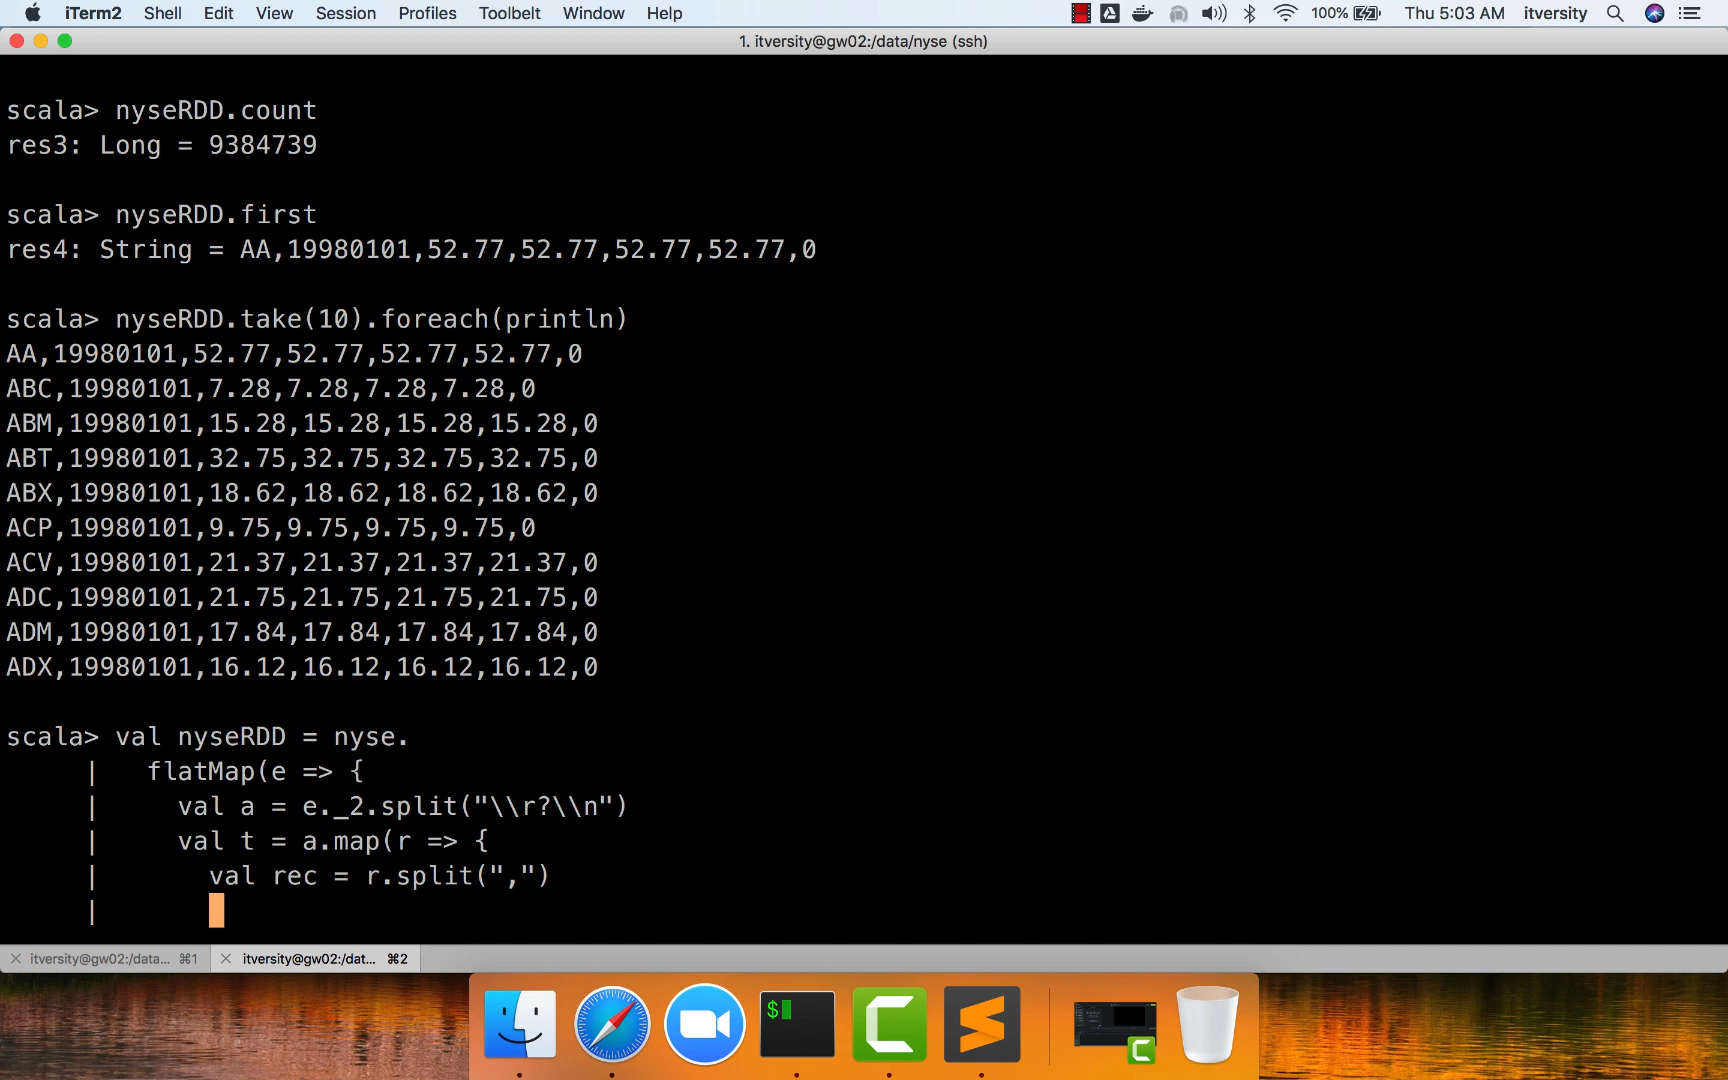 iTerm2 Shell Edit View Session Profiles Toolbelt Window Help 100% Thu 5:03 AM itversity
1. itversity@gw02:/data/nyse (ssh)
scala> nyseRDD.count
res3: Long = 9384739
scala> nyseRDD.first
res4: String = AA,19980101,52.77,52.77,52.77,52.77,0
scala> nyseRDD.take(10).foreach(println)
AA,19980101,52.77,52.77,52.77,52.77,0
ABC,19980101,7.28,7.28,7.28,7.28,0
ABM,19980101,15.28,15.28,15.28,15.28,0
ABT,19980101,32.75,32.75,32.75,32.75,0
ABX,19980101,18.62,18.62,18.62,18.62,0
ACP,19980101,9.75,9.75,9.75,9.75,0
ACV,19980101,21.37,21.37,21.37,21.37,0
ADC,19980101,21.75,21.75,21.75,21.75,0
ADM,19980101,17.84,17.84,17.84,17.84,0
ADX,19980101,16.12,16.12,16.12,16.12,0
scala> val nyseRDD = nyse.
     |   flatMap(e => {
     |     val a = e._2.split("\\r?\\n")
     |     val t = a.map(r => {
     |       val rec = r.split(",")
     |
itversity@gw02:/data... ⌘1 itversity@gw02:/dat... ⌘2
$